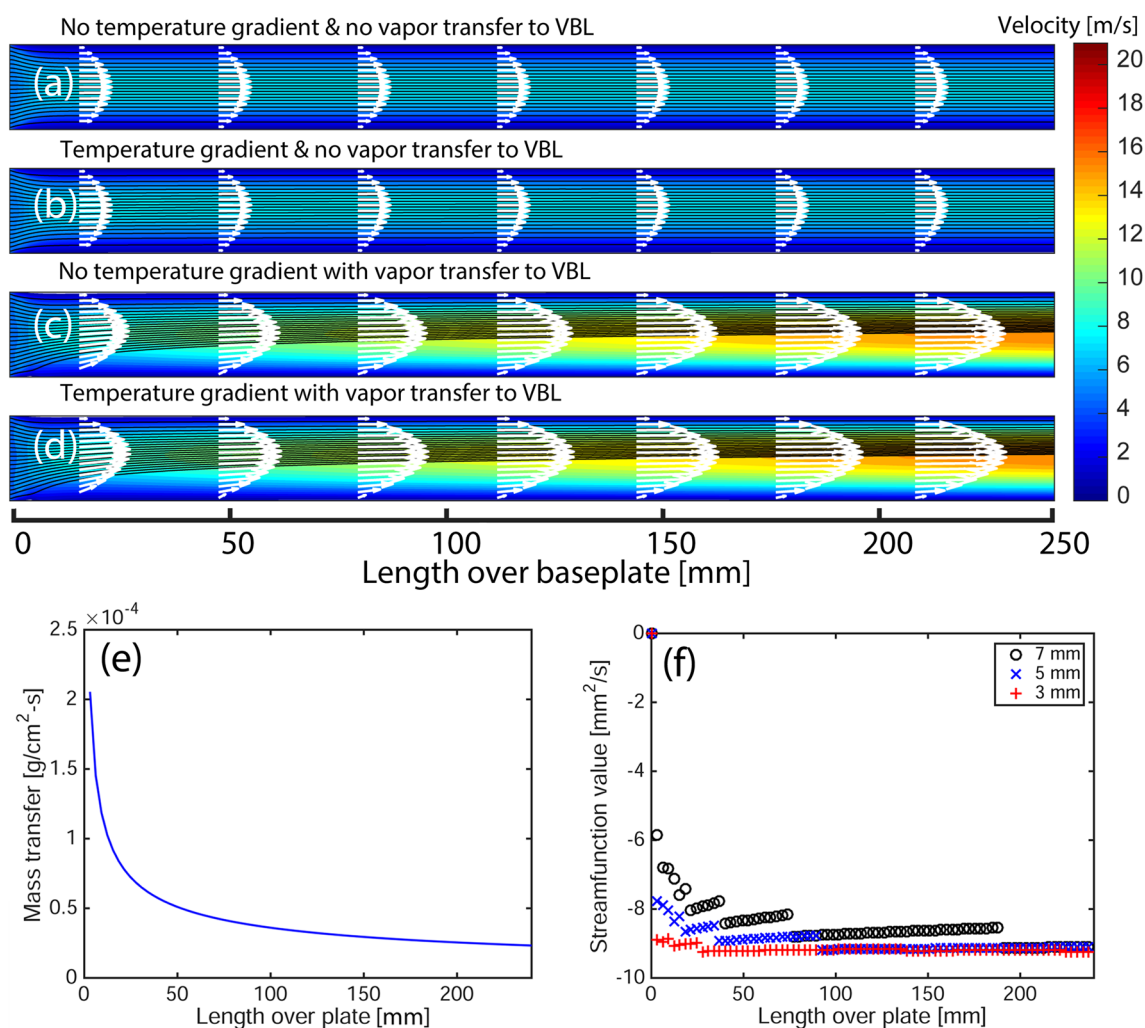 No temperature gradient & no vapor transfer to VBL
Velocity [m/s]
(a)
Temperature gradient & no vapor transfer to VBL
(b)
No temperature gradient with vapor transfer to VBL
(c)
Temperature gradient with vapor transfer to VBL
(d)
20
18
16
14
12
10
8
6
4
2
0
0 50 100 150 200 250
Length over baseplate [mm]
×10⁻⁴
2.5
2
1.5
1
0.5
0
Mass transfer [g/cm²-s]
(e)
0 50 100 150 200
Length over plate [mm]
0
-2
-4
-6
-8
-10
Streamfunction value [mm²/s]
(f)
7 mm
5 mm
3 mm
0 50 100 150 200
Length over plate [mm]